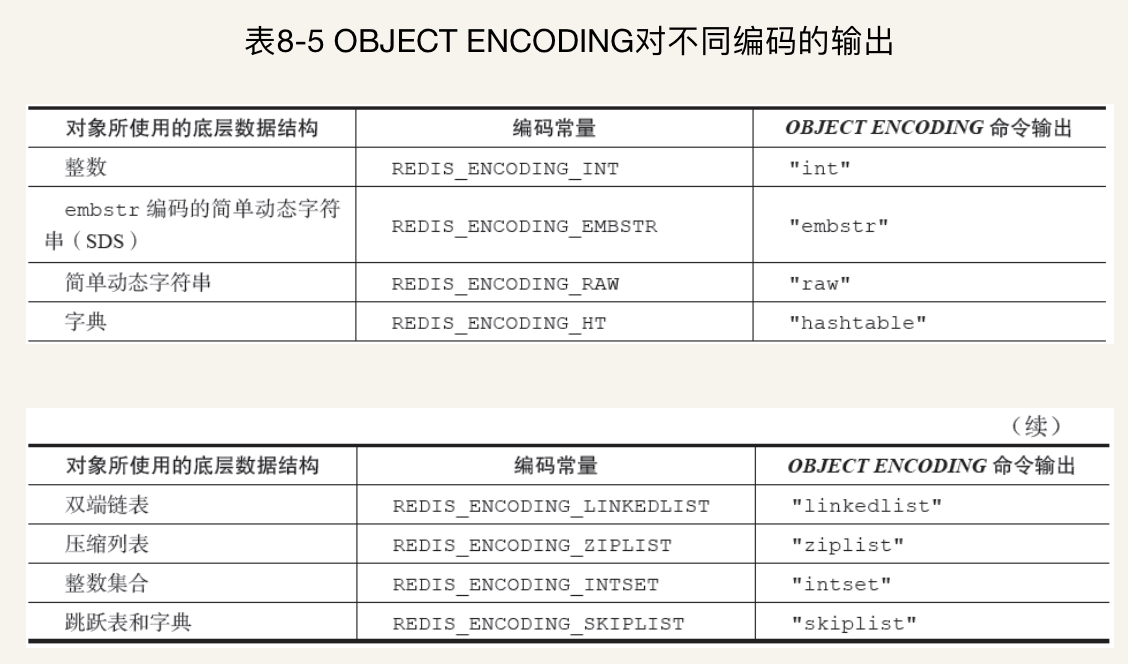 表8-5 OBJECT ENCODING对不同编码的输出
对象所使用的底层数据结构 编码常量 OBJECT ENCODING 命令输出
整数 REDIS_ENCODING_INT "int"
embstr 编码的简单动态字符
串（SDS） REDIS_ENCODING_EMBSTR "embstr"
简单动态字符串 REDIS_ENCODING_RAW "raw"
字典 REDIS_ENCODING_HT "hashtable"
（续）
对象所使用的底层数据结构 编码常量 OBJECT ENCODING 命令输出
双端链表 REDIS_ENCODING_LINKEDLIST "linkedlist"
压缩列表 REDIS_ENCODING_ZIPLIST "ziplist"
整数集合 REDIS_ENCODING_INTSET "intset"
跳跃表和字典 REDIS_ENCODING_SKIPLIST "skiplist"